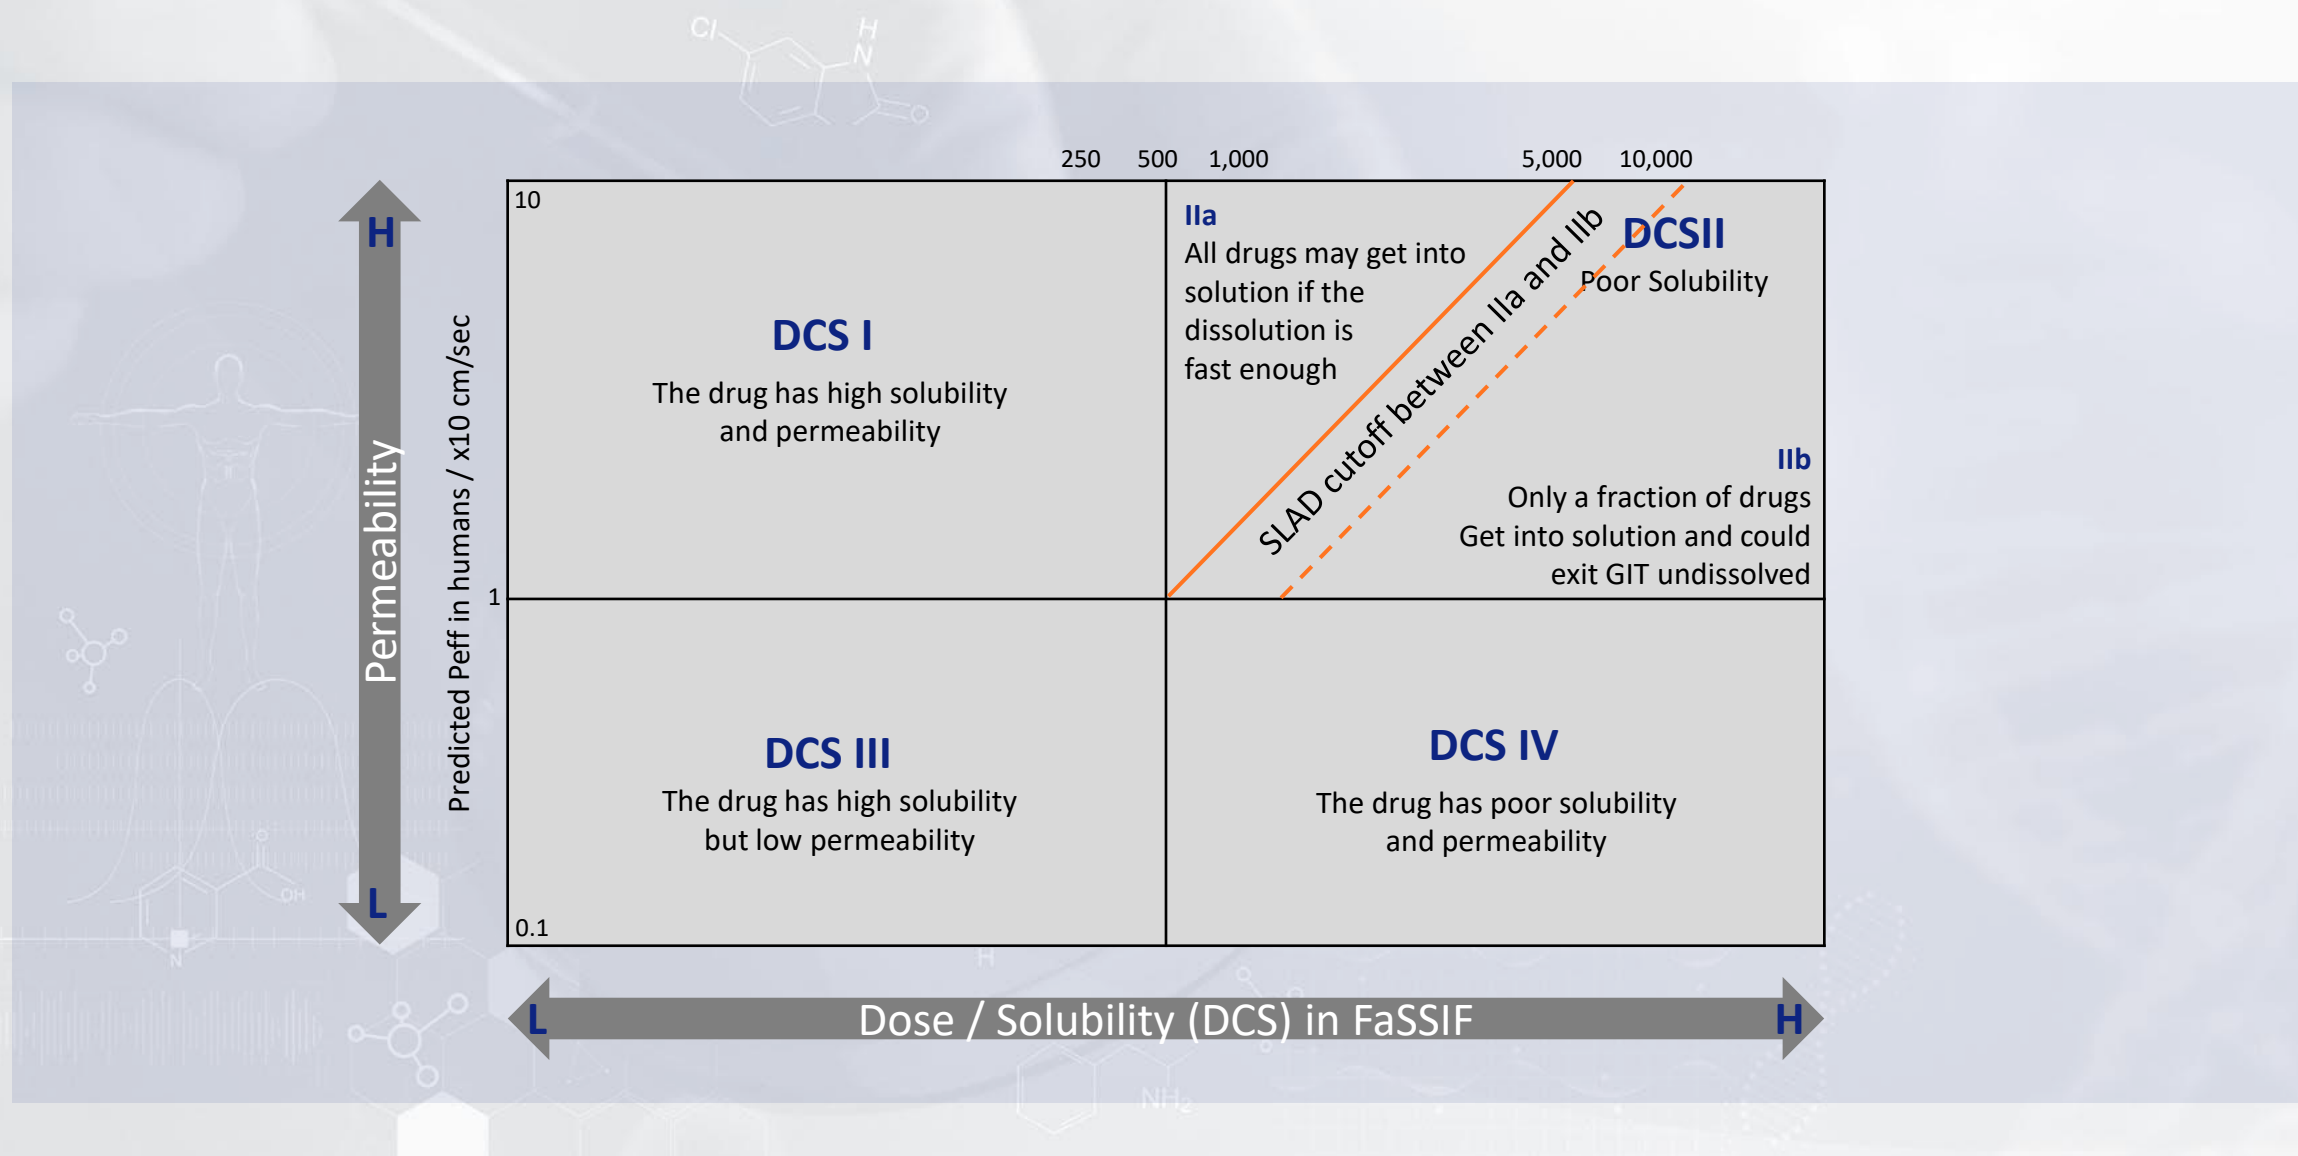 Cl
H
N
O
250 500 1,000 5,000 10,000
10
H
Permeability
L
Predicted Peff in humans / x10 cm/sec
1
0.1
DCS I
The drug has high solubility
and permeability
IIa
All drugs may get into
solution if the
dissolution is
fast enough
SLAD cutoff between IIa and IIb
DCSII
Poor Solubility
IIb
Only a fraction of drugs
Get into solution and could
exit GIT undissolved
DCS III
The drug has high solubility
but low permeability
DCS IV
The drug has poor solubility
and permeability
OH
N
H
L
Dose / Solubility (DCS) in FaSSIF
H
NH₂